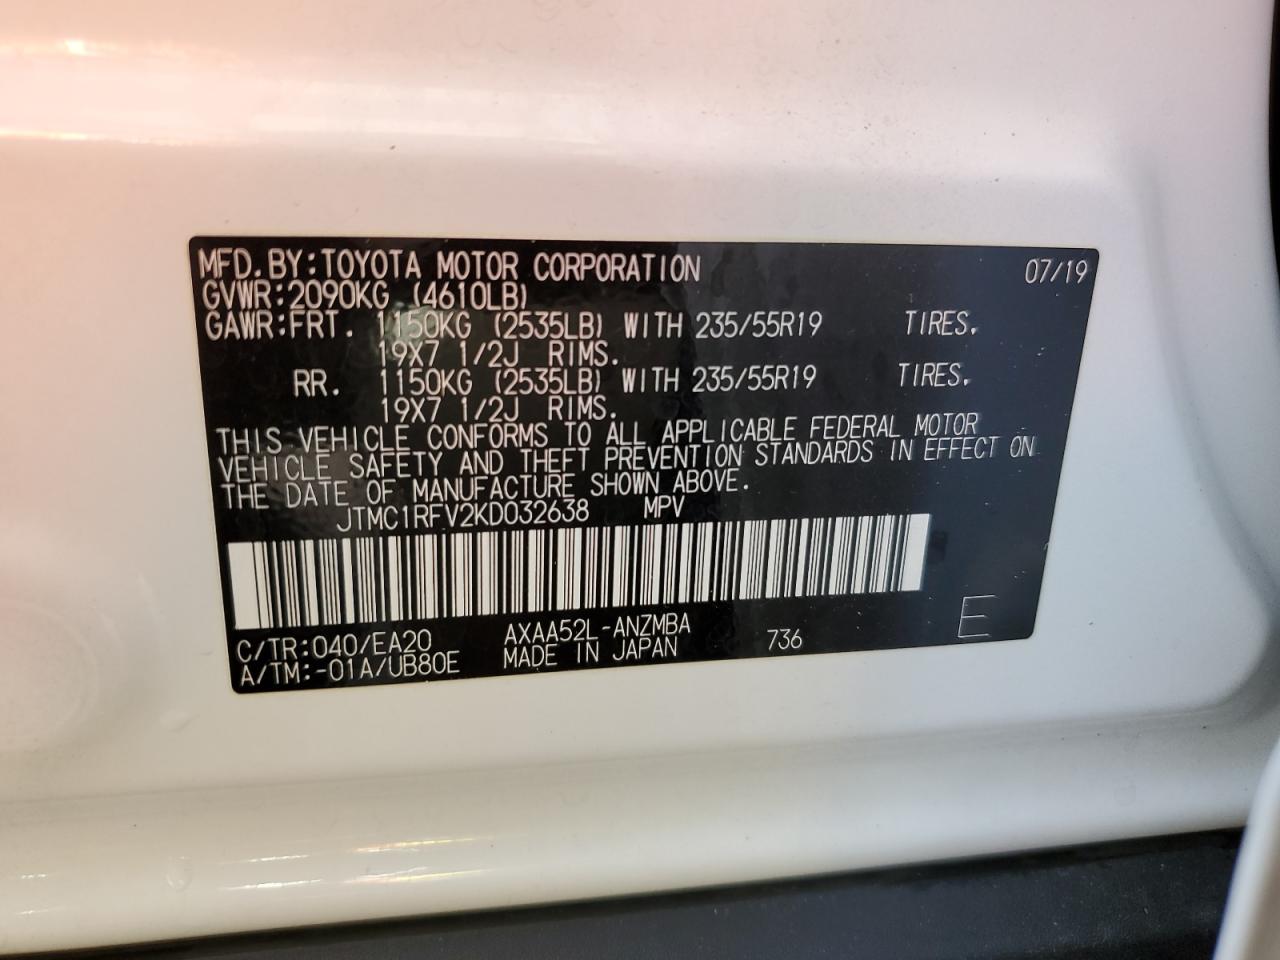 MFD.BY:TOYOTA MOTOR CORPORATION 07/19
GVWR:2090KG (4610LB)
GAWR:FRT. 1150KG (2535LB) WITH 235/55R19 TIRES,
19X7 1/2J RIMS.
RR. 1150KG (2535LB) WITH 235/55R19 TIRES,
19X7 1/2J RIMS.
THIS VEHICLE CONFORMS TO ALL APPLICABLE FEDERAL MOTOR
VEHICLE SAFETY AND THEFT PREVENTION STANDARDS IN EFFECT ON
THE DATE OF MANUFACTURE SHOWN ABOVE.
JTMC1RFV2KD032638 MPV
C/TR:040/EA20 AXAA52L-ANZMBA 736 E
A/TM:-01A/UB80E MADE IN JAPAN